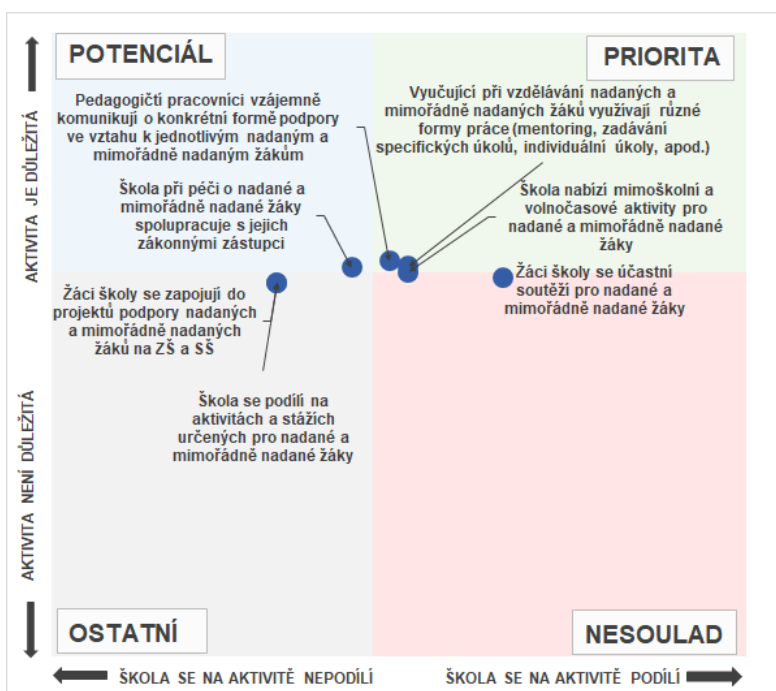 POTENCIÁL
PRIORITA
Pedagogičtí pracovníci vzájemně
komunikují o konkrétní formě podpory
ve vztahu k jednotlivým nadaným a
mimořádně nadaným žákům
Vyučující při vzdělávání nadaných a
mimořádně nadaných žáků využívají různé
formy práce (mentoring, zadávání
specifických úkolů, individuální úkoly, apod.)
Škola při péči o nadané a
mimořádně nadané žáky
spolupracuje s jejich
zákonnými zástupci
Škola nabízí mimoškolní a
volnočasové aktivity pro
nadané a mimořádně nadané
žáky
Žáci školy se zapojují do
projektů podpory nadaných
a mimořádně nadaných
žáků na ZŠ a SŠ
Žáci školy se účastní
soutěží pro nadané a
mimořádně nadané žáky
Škola se podílí na
aktivitách a stážích
určených pro nadané a
mimořádně nadané žáky
OSTATNÍ
NESOULAD
AKTIVITA JE DŮLEŽITÁ
AKTIVITA NENÍ DŮLEŽITÁ
ŠKOLA SE NA AKTIVITĚ NEPODÍLÍ
ŠKOLA SE NA AKTIVITĚ PODÍLÍ